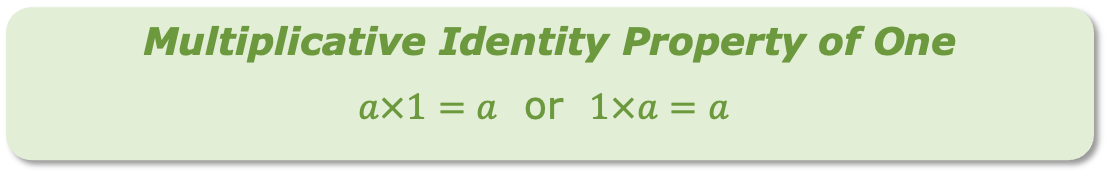 Multiplicative Identity Property of One
a×1 = a or 1×a = a